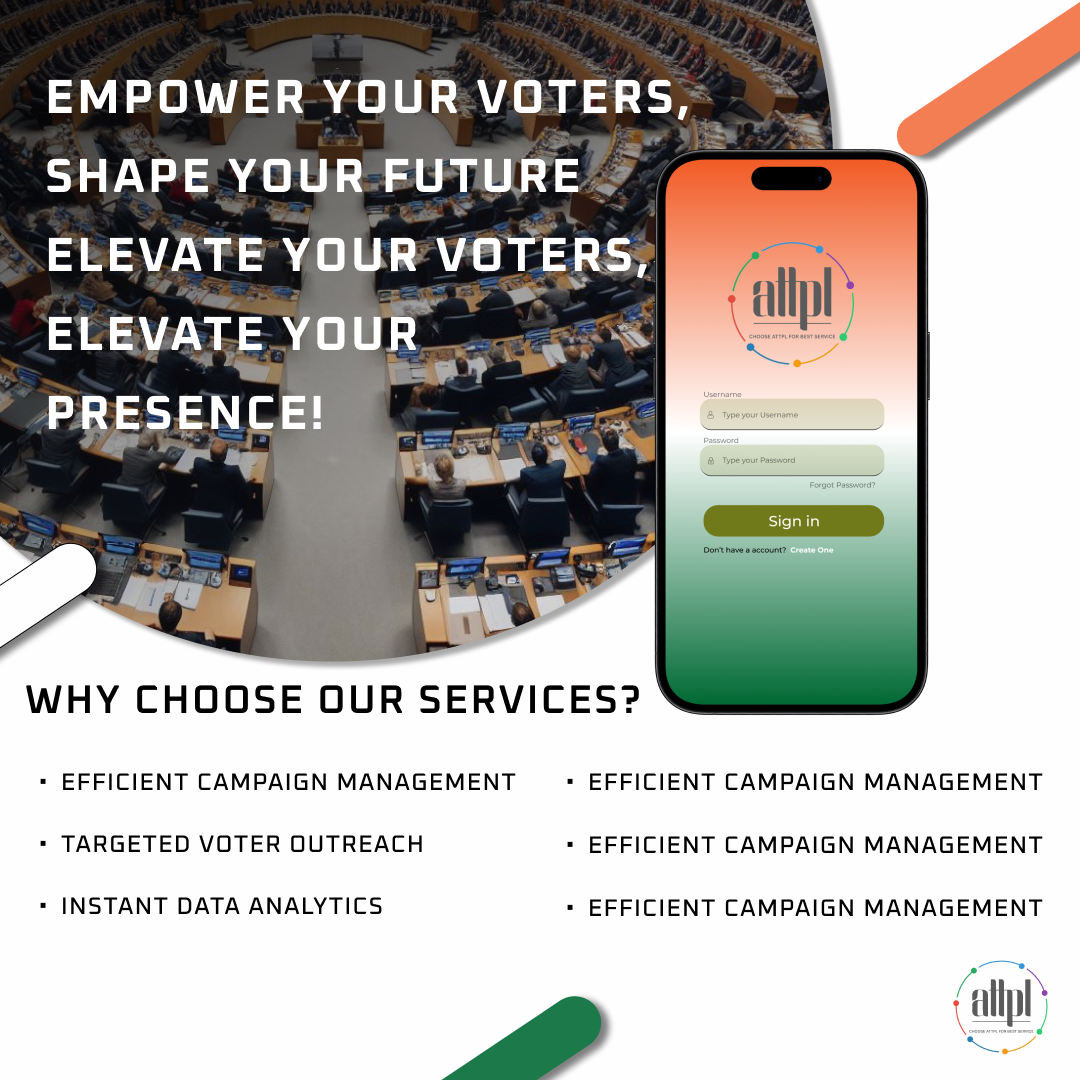 EMPOWER YOUR VOTERS,
SHAPE YOUR FUTURE
ELEVATE YOUR VOTERS,
ELEVATE YOUR
PRESENCE!
attpl
CHOOSE ATTPL FOR BEST SERVICE
Username
Type your Username
Password
Type your Password
Forgot Password?
Sign in
Don't have a account? Create One
WHY CHOOSE OUR SERVICES?
▪ EFFICIENT CAMPAIGN MANAGEMENT
▪ TARGETED VOTER OUTREACH
▪ INSTANT DATA ANALYTICS
▪ EFFICIENT CAMPAIGN MANAGEMENT
▪ EFFICIENT CAMPAIGN MANAGEMENT
▪ EFFICIENT CAMPAIGN MANAGEMENT
attpl
CHOOSE ATTPL FOR BEST SERVICE